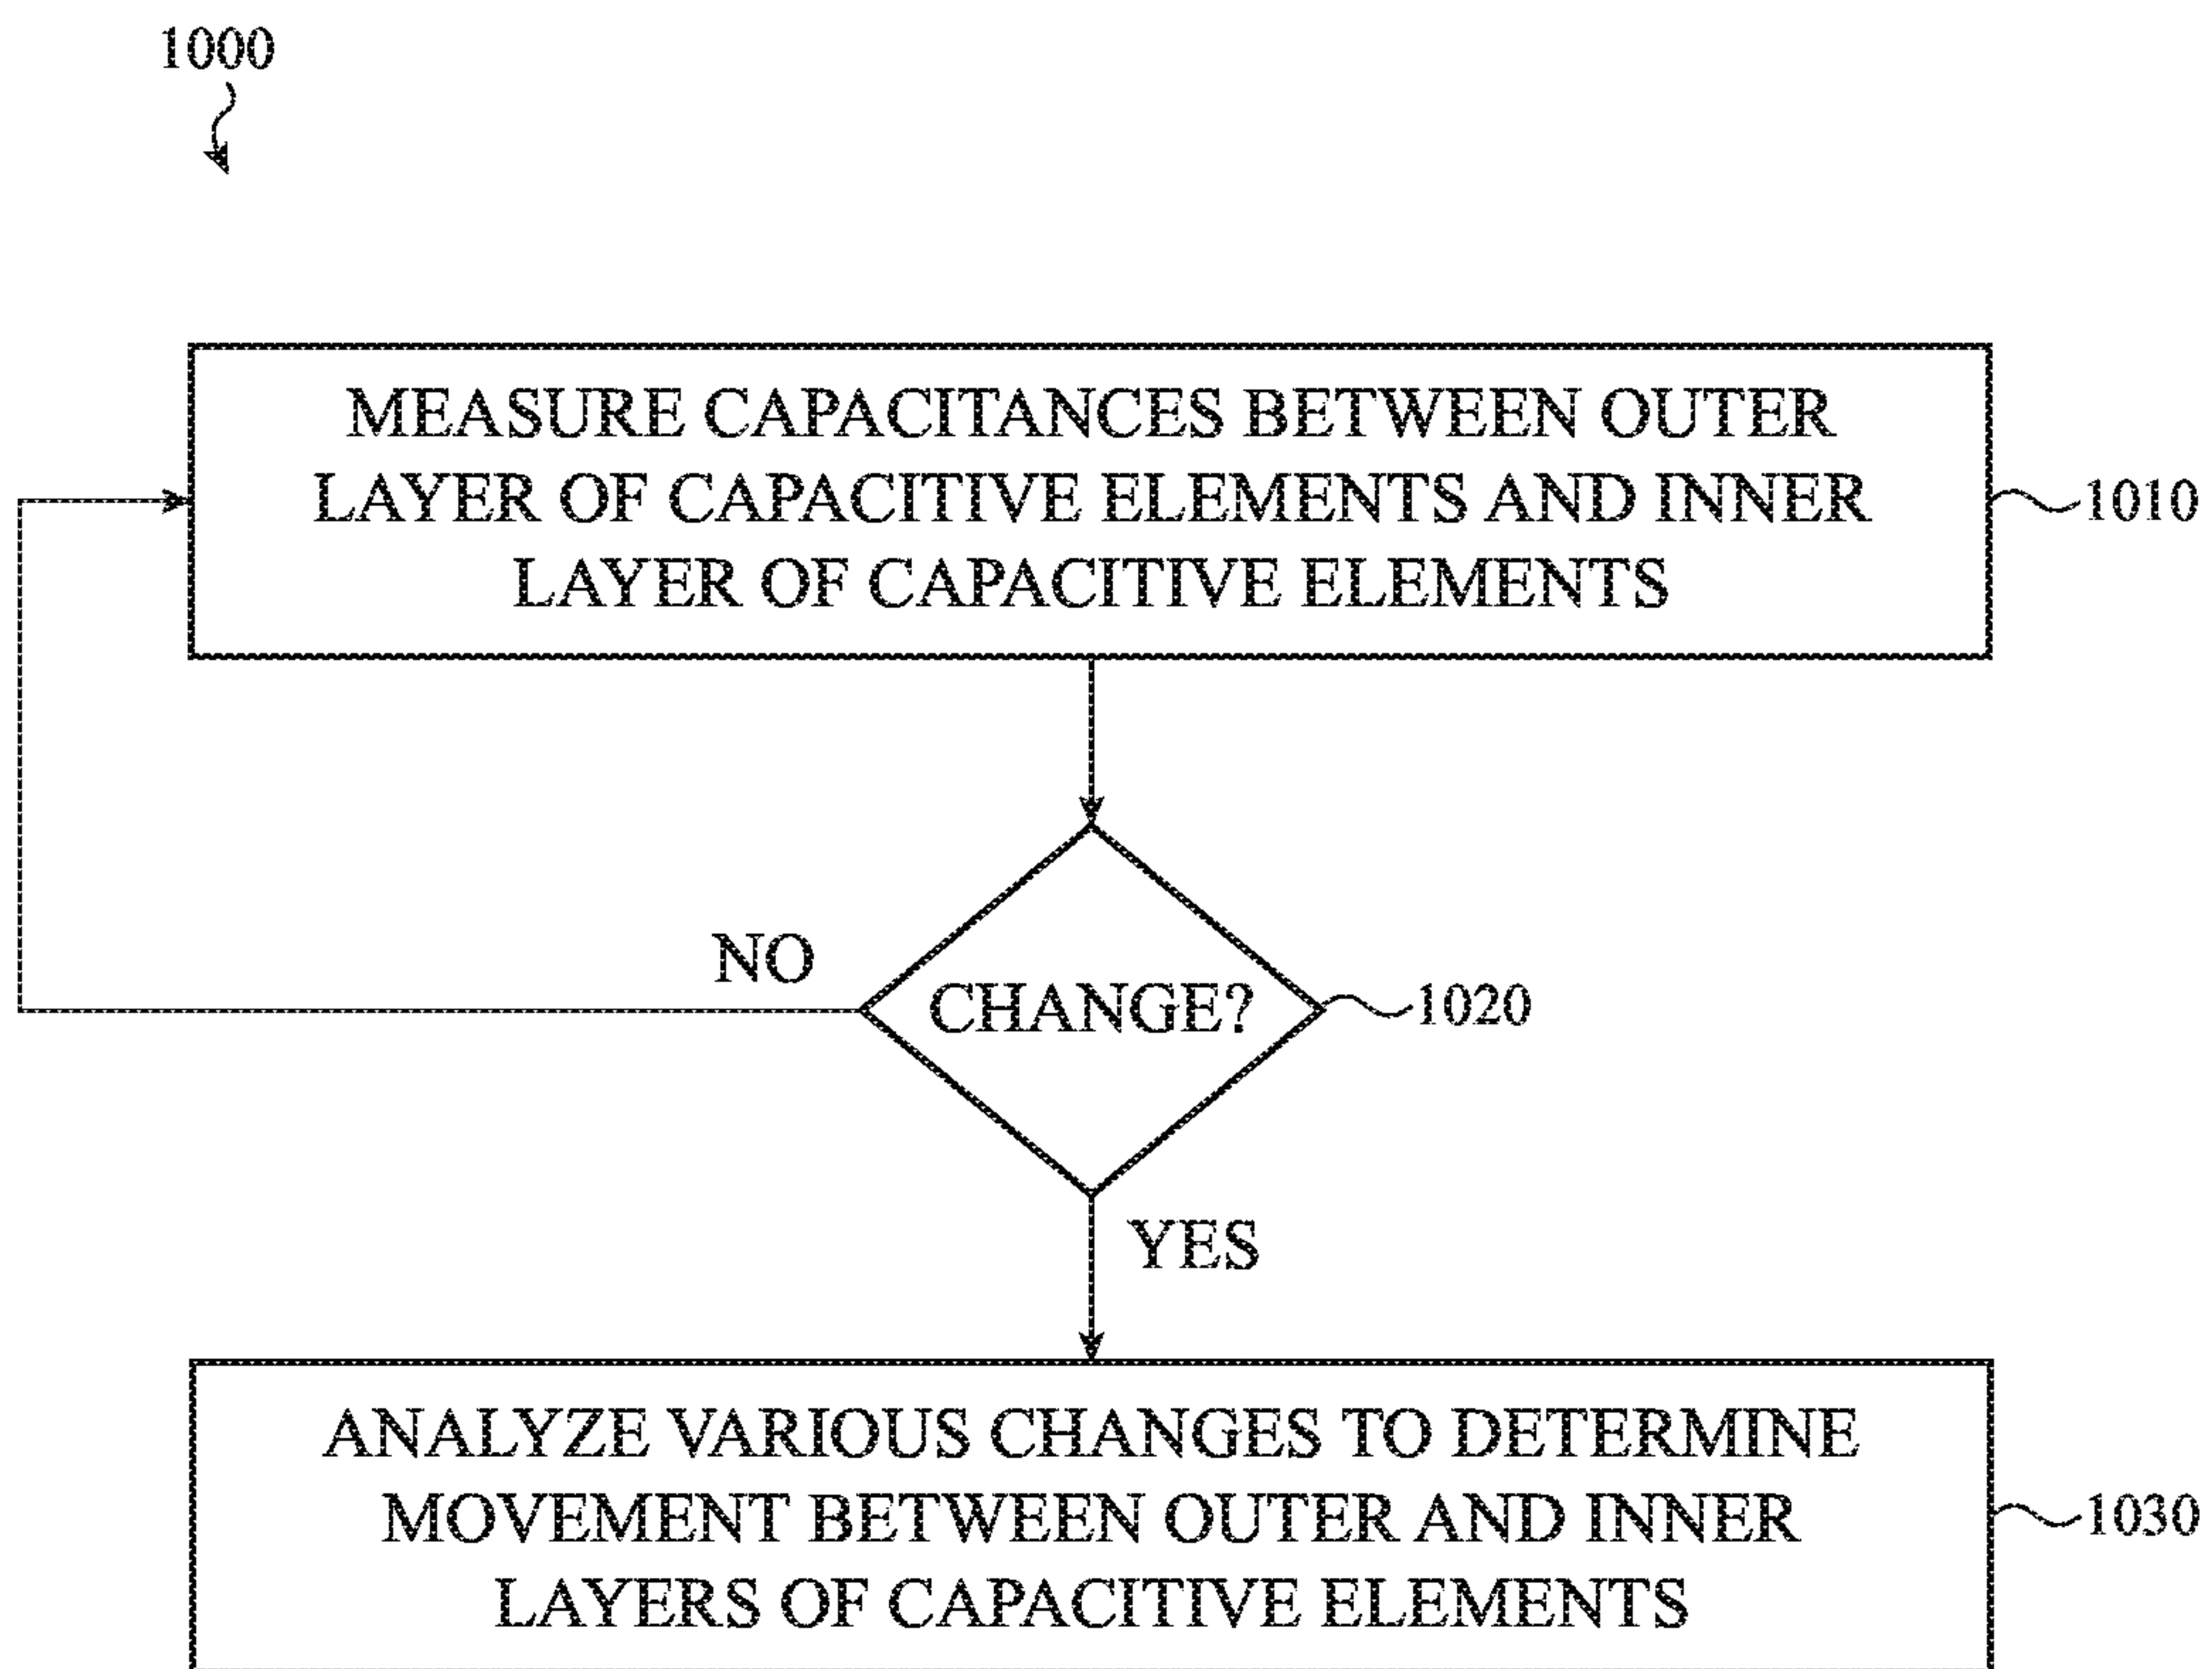 1000
MEASURE CAPACITANCES BETWEEN OUTER
LAYER OF CAPACITIVE ELEMENTS AND INNER
LAYER OF CAPACITIVE ELEMENTS
1010
NO
CHANGE?
1020
YES
ANALYZE VARIOUS CHANGES TO DETERMINE
MOVEMENT BETWEEN OUTER AND INNER
LAYERS OF CAPACITIVE ELEMENTS
1030